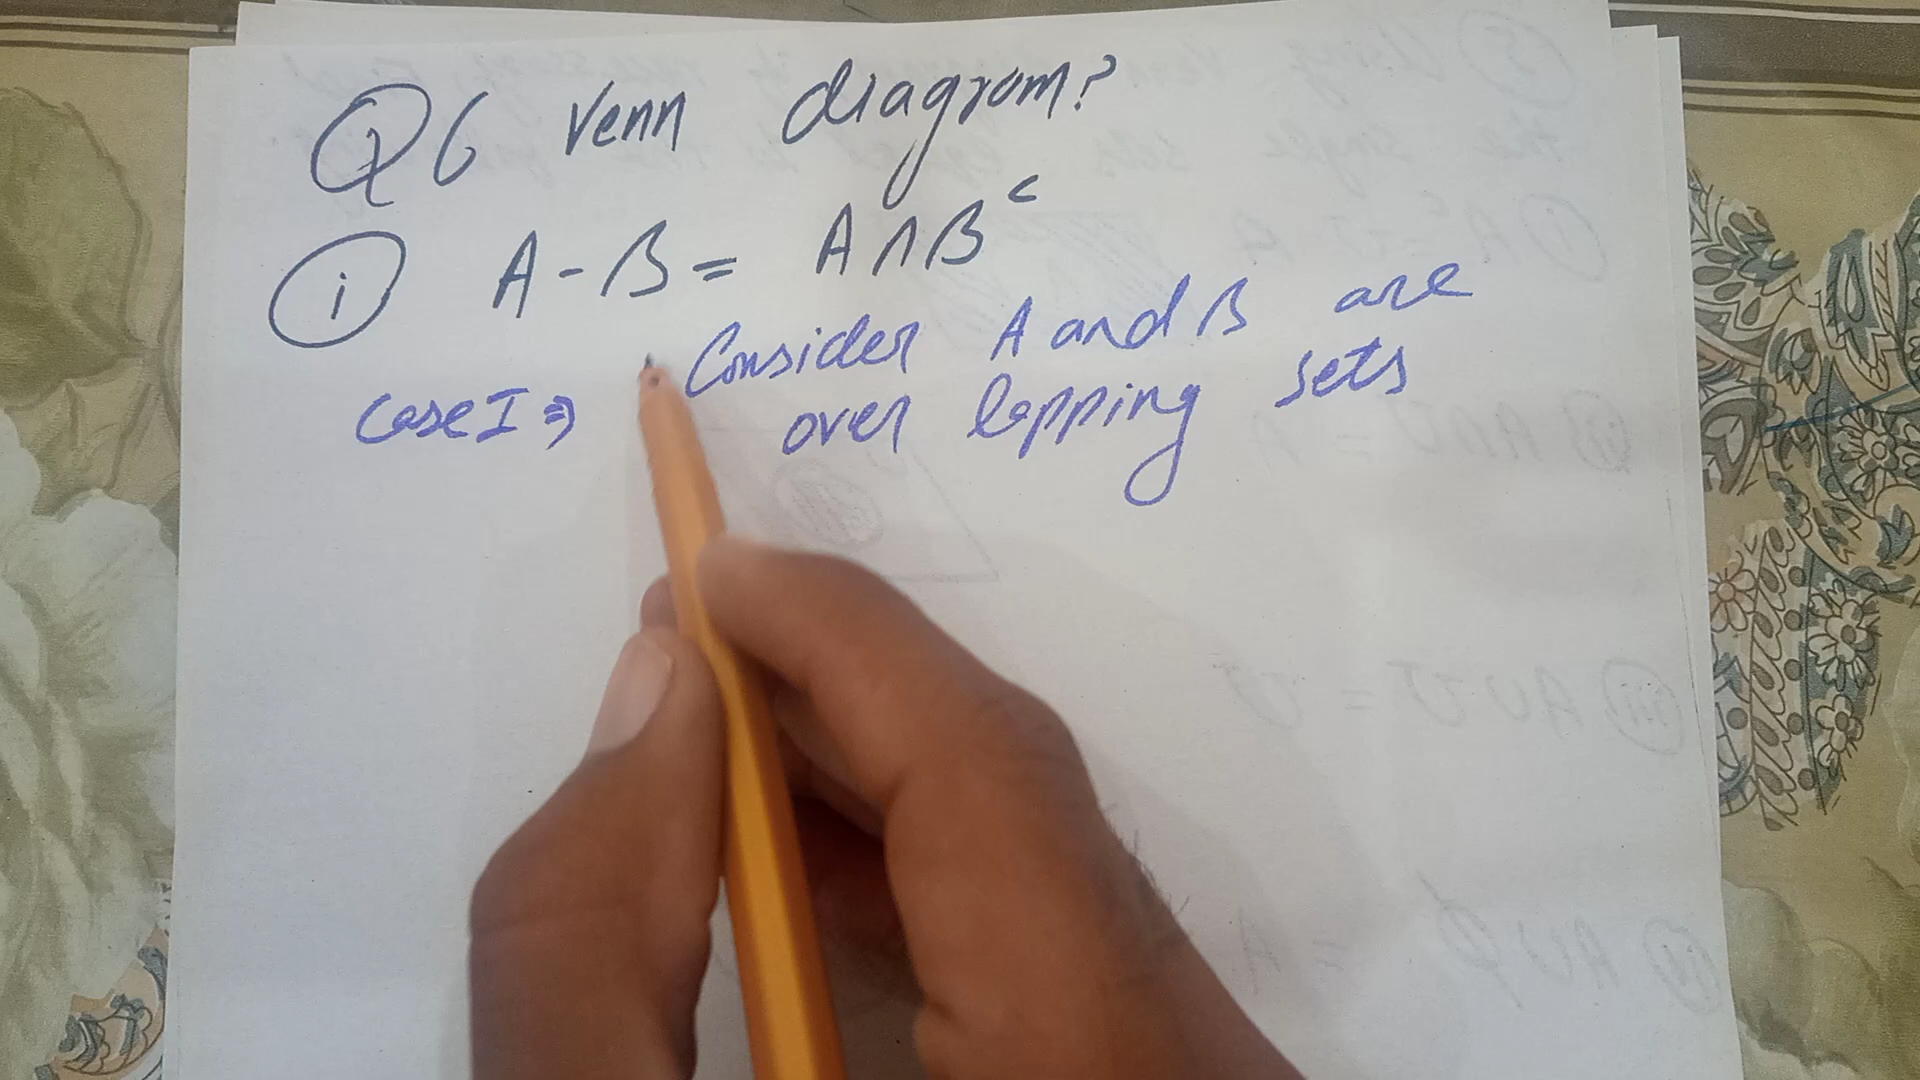 Q6 Venn diagram?
(i) A - B = A ∩ B^c
Case I ⇒ Consider A and B are
over lapping sets